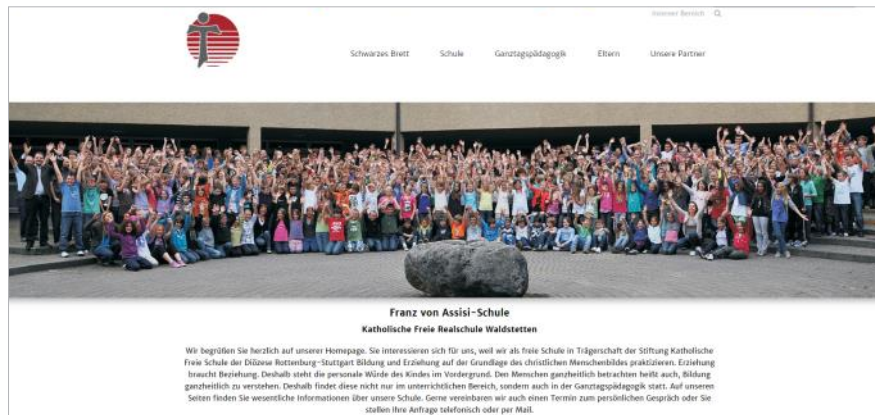 Interner Bereich
Schwarzes Brett Schule Ganztagspädagogik Eltern Unsere Partner
Franz von Assisi-Schule
Katholische Freie Realschule Waldstetten
Wir begrüßen Sie herzlich auf unserer Homepage. Sie interessieren sich für uns, weil wir als freie Schule in Trägerschaft der Stiftung Katholische
Freie Schule der Diözese Rottenburg-Stuttgart Bildung und Erziehung auf der Grundlage des christlichen Menschenbildes praktizieren. Erziehung
braucht Beziehung. Deshalb steht die personale Würde des Kindes im Vordergrund. Den Menschen ganzheitlich betrachten heißt auch, Bildung
ganzheitlich zu verstehen. Deshalb findet diese nicht nur im unterrichtlichen Bereich, sondern auch in der Ganztagspädagogik statt. Auf unseren
Seiten finden Sie wesentliche Informationen über unsere Schule. Gerne vereinbaren wir auch einen Termin zum persönlichen Gespräch oder Sie
stellen Ihre Anfrage telefonisch oder per Mail.